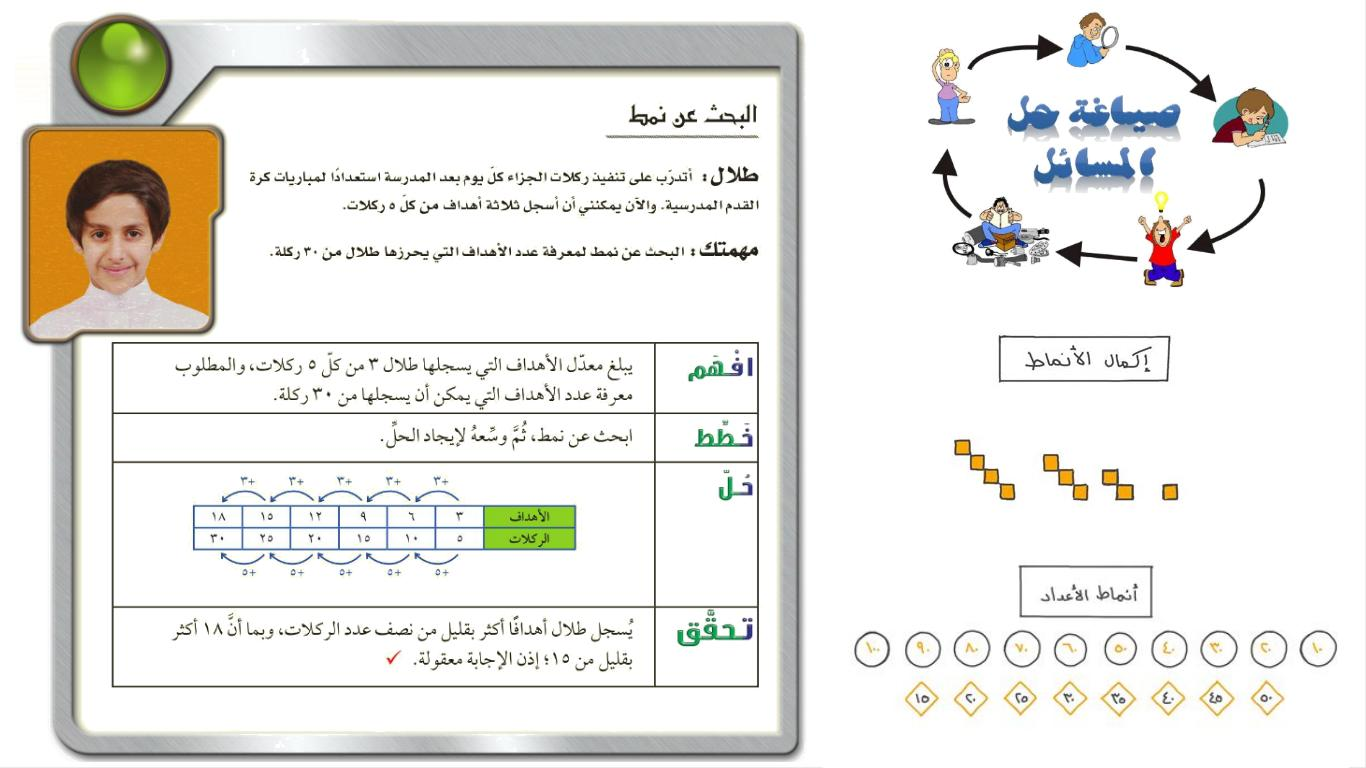 البحث عن نمط
طلال: أتدرّب على تنفيذ ركلات الجزاء كلّ يوم بعد المدرسة استعدادًا لمباريات كرة
القدم المدرسية. والآن يمكنني أن أسجل ثلاثة أهداف من كلّ ٥ ركلات.
مهمتك: البحث عن نمط لمعرفة عدد الأهداف التي يحرزها طلال من ٣٠ ركلة.
افْهَم
يبلغ معدّل الأهداف التي يسجلها طلال ٣ من كلّ ٥ ركلات، والمطلوب
معرفة عدد الأهداف التي يمكن أن يسجلها من ٣٠ ركلة.
خَطِّط
ابحث عن نمط، ثُمَّ وسِّعهُ لإيجاد الحلِّ.
حُلّ
+٣ +٣ +٣ +٣ +٣
الأهداف ٣ ٦ ٩ ١٢ ١٥ ١٨
الركلات ٥ ١٠ ١٥ ٢٠ ٢٥ ٣٠
+٥ +٥ +٥ +٥ +٥
تحقَّق
يُسجل طلال أهدافًا أكثر بقليل من نصف عدد الركلات، وبما أنَّ ١٨ أكثر
بقليل من ١٥؛ إذن الإجابة معقولة. ✓
صياغة حل
المسائل
إكمال الأنماط
أنماط الأعداد
١٠ ٢٠ ٣٠ ٤٠ ٥٠ ٦٠ ٧٠ ٨٠ ٩٠ ١٠٠
٥٠ ٤٥ ٤٠ ٣٥ ٣٠ ٢٥ ٢٠ ١٥